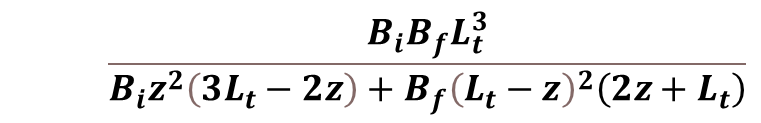 B_i B_f L_t^3
B_i z^2 (3L_t − 2z) + B_f (L_t − z)^2 (2z + L_t)